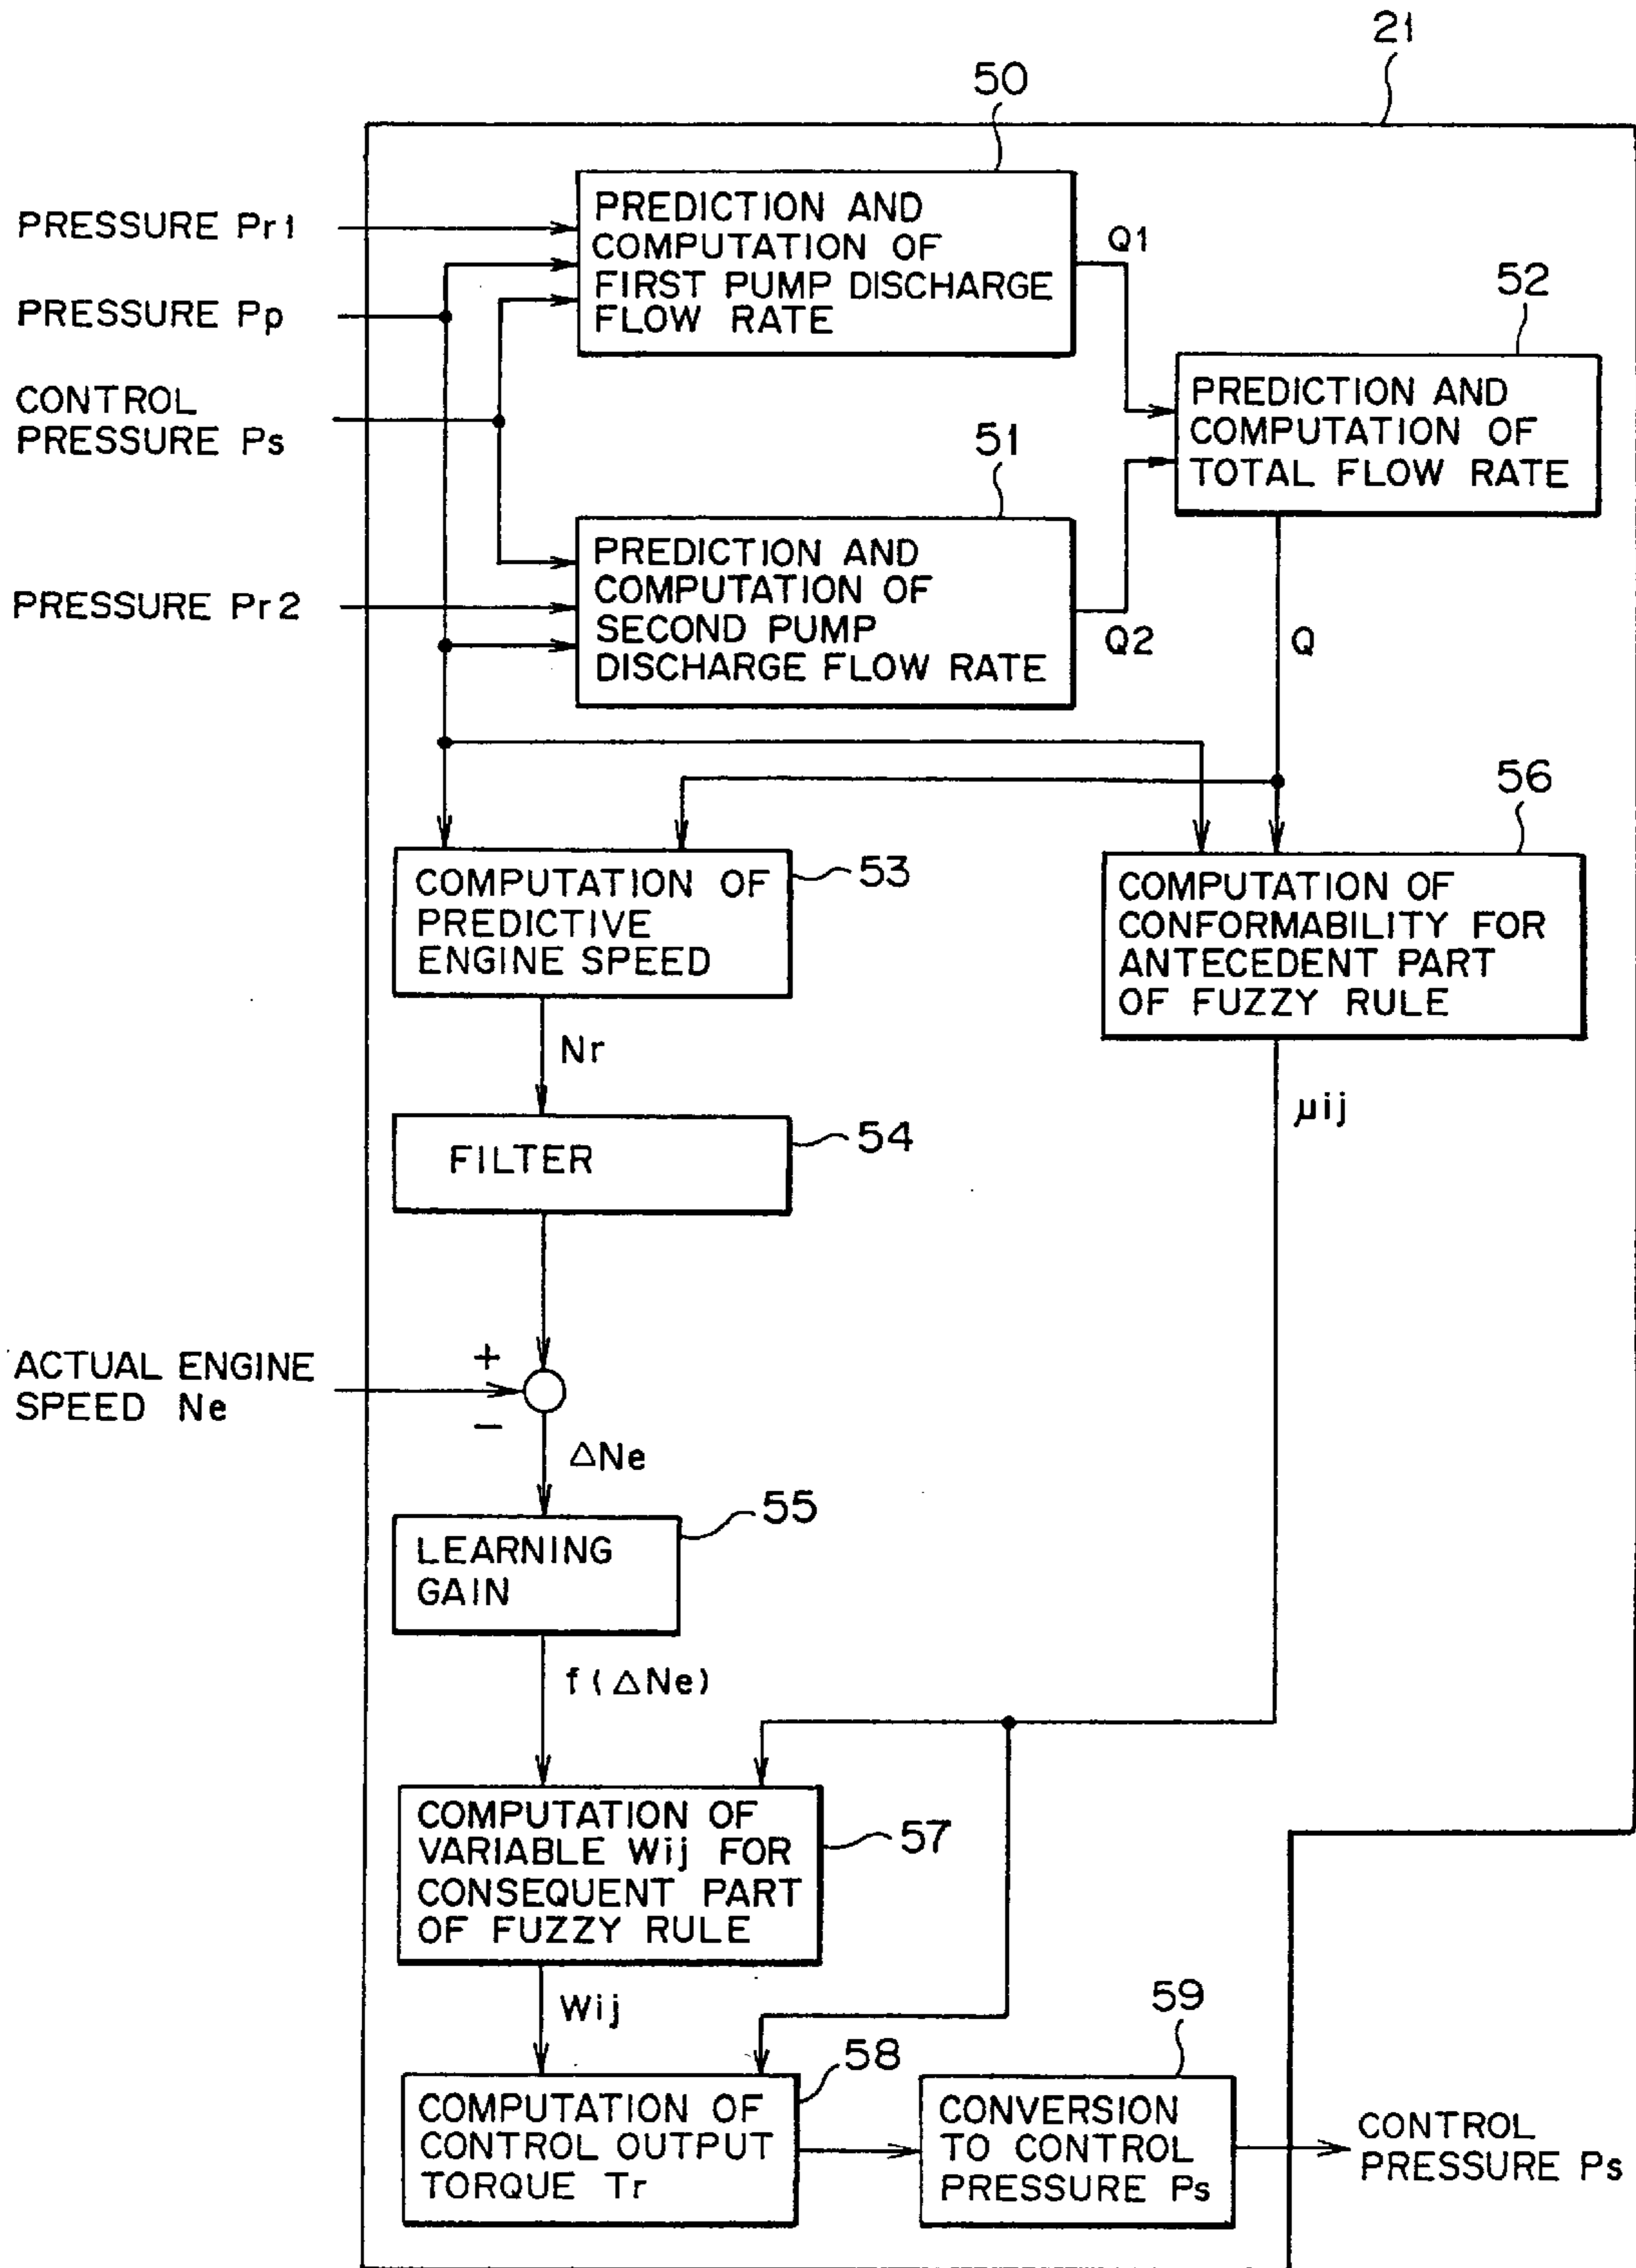 21
50
PRESSURE Pr1
PREDICTION AND
COMPUTATION OF
FIRST PUMP DISCHARGE
FLOW RATE
Q1
PRESSURE Pp
52
CONTROL
PRESSURE Ps
PREDICTION AND
COMPUTATION OF
TOTAL FLOW RATE
51
PREDICTION AND
COMPUTATION OF
SECOND PUMP
DISCHARGE FLOW RATE
PRESSURE Pr2
Q2
Q
56
COMPUTATION OF
PREDICTIVE
ENGINE SPEED
53
COMPUTATION OF
CONFORMABILITY FOR
ANTECEDENT PART
OF FUZZY RULE
Nr
μij
FILTER
54
ACTUAL ENGINE
SPEED Ne
+
−
ΔNe
55
LEARNING
GAIN
f(ΔNe)
COMPUTATION OF
VARIABLE Wij FOR
CONSEQUENT PART
OF FUZZY RULE
57
Wij
58
59
COMPUTATION OF
CONTROL OUTPUT
TORQUE Tr
CONVERSION
TO CONTROL
PRESSURE Ps
CONTROL
PRESSURE Ps